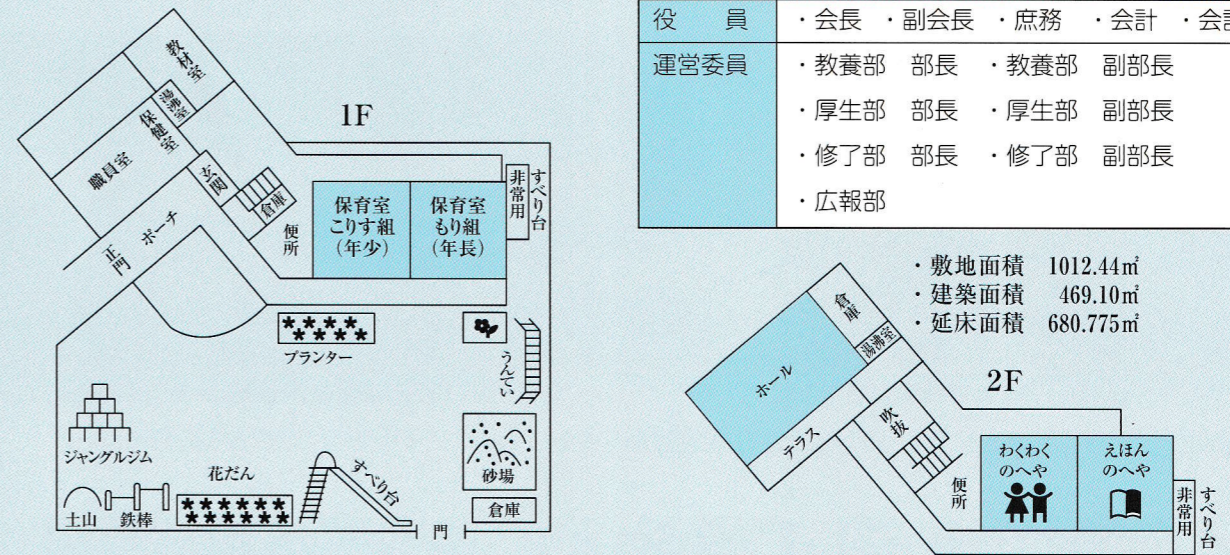 教材室
湯沸室
保健室
職員室
玄関
倉庫
ポーチ
正門
便所
1F
保育室
こりす組
(年少)
保育室
もり組
(年長)
非常用
すべり台
プランター
うんてい
ジャングルジム
土山
鉄棒
花だん
すべり台
砂場
倉庫
門
役 員 ・会長 ・副会長 ・庶務 ・会計
運営委員 ・教養部 部長 ・教養部 副部長
・厚生部 部長 ・厚生部 副部長
・修了部 部長 ・修了部 副部長
・広報部
・敷地面積 1012.44㎡
・建築面積 469.10㎡
・延床面積 680.775㎡
2F
倉庫
湯沸室
ホール
テラス
吹抜
便所
わくわく
のへや
えほん
のへや
非常用
すべり台